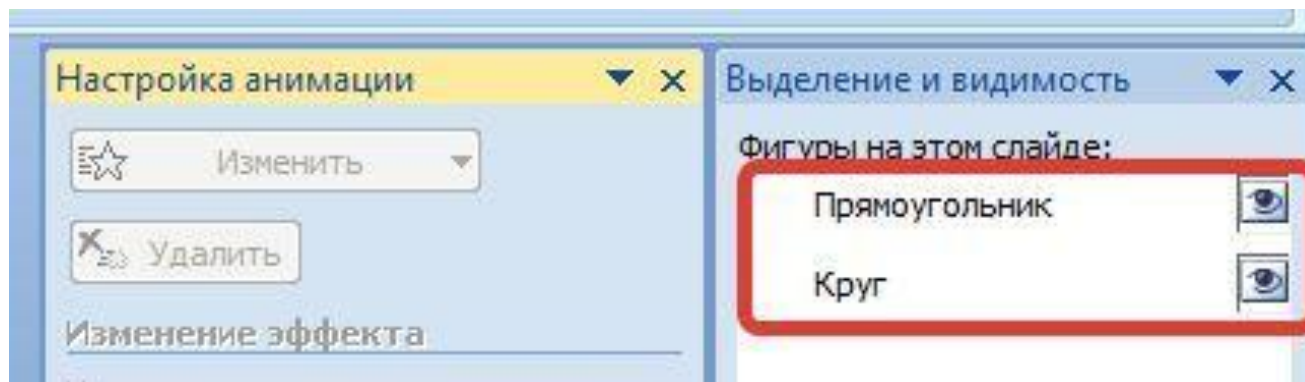 Настройка анимации
Изменить
Удалить
Изменение эффекта
Выделение и видимость
Фигуры на этом слайде:
Прямоугольник
Круг